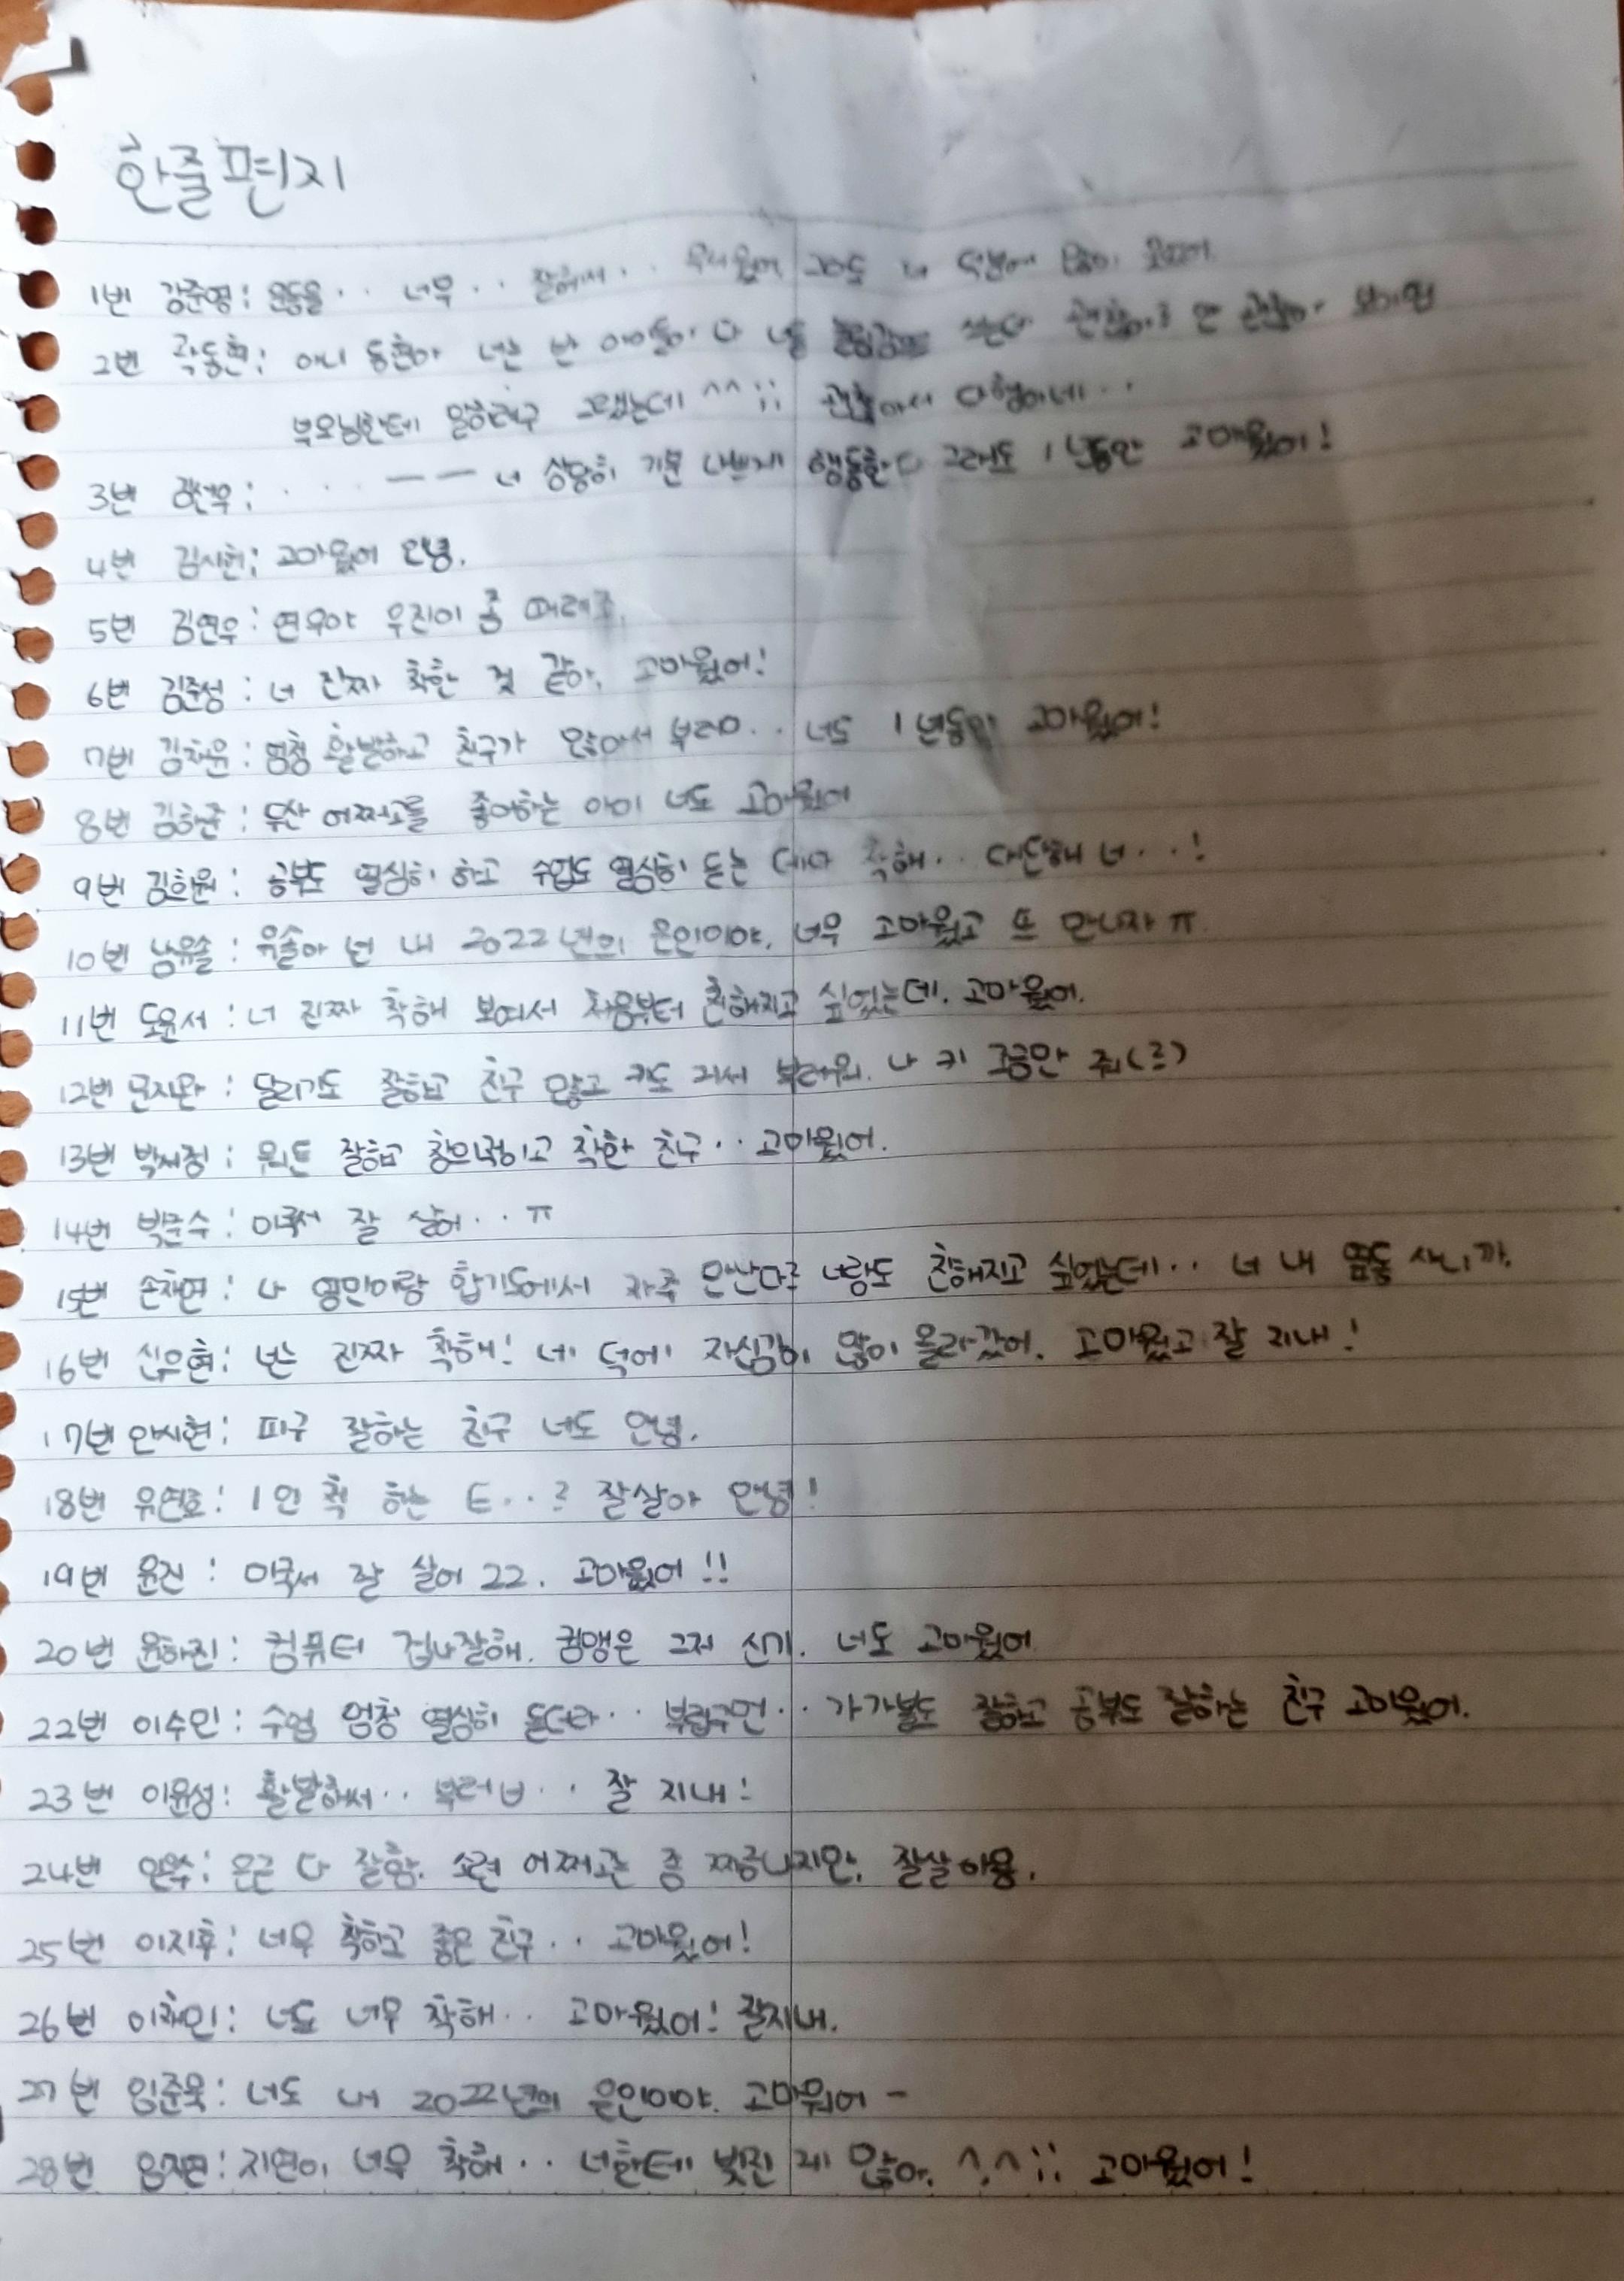 한줄편지
1번 강준영: 운동을.. 너무.. 잘해서.. 부러웠어 그래도 너 덕분에 많이 웃었어.
2번 곽동현: 아니 동현아 너는 반 애들이 다 널 놀림감으로 쓰는데 괜찮아? 안 괜찮아 보이면
부모님한테 말하려구 그랬는데 ^^;; 괜찮아서 다행이네..
3번 : . . . ㅡㅡ 너 상당히 기분 나쁘게 행동한다 그래도 1년동안 고마웠어!
4번 김시현: 고마웠어 안녕.
5번 김연우: 연우야 우진이 좀 때려줘.
6번 김준성: 너 진짜 착한 것 같아. 고마웠어!
7번 김채윤: 엄청 활발하고 친구가 많아서 부러워.. 너도 1년동안 고마웠어!
8번 김하준: 우산 어쩌고를 좋아하는 아이 너도 고마웠어
9번 김희원: 공부도 열심히 하고 수업도 열심히 듣는 데다 착해.. 대단해 너...!
10번 남유솔: 유솔아 넌 내 2022년의 은인이야. 너무 고마웠고 또 만나자 ㅠ
11번 도윤서: 너 진짜 착해 보여서 처음부터 친해지고 싶었는데. 고마웠어.
12번 문지환: 달리기도 잘하고 친구 많고 키도 커서 부러워. 나 키 조금만 줘(?)
13번 박서정: 뭐든 잘하고 창의적이고 착한 친구.. 고마웠어.
14번 박준수: 미국서 잘 살어.. ㅠ
15번 손채연: 나 영민이랑 합기도에서 자주 만난다? 너랑도 친해지고 싶었는데.. 너 내 옆동 사니까.
16번 신우현: 넌 진짜 착해! 네 덕에 자신감이 많이 올라갔어. 고마웠고 잘 지내!
17번 안시현: 피구 잘하는 친구 너도 안녕.
18번 유연호: I인 척 하는 E..? 잘살아 안녕!
19번 윤진: 미국서 잘 살어 22. 고마웠어!!
20번 윤하진: 컴퓨터 겁나잘해. 컴맹은 그저 신기. 너도 고마웠어
22번 이수민: 수업 엄청 열심히 듣더라.. 부럽구먼.. 가가볼도 잘하고 공부도 잘하는 친구 고마웠어.
23번 이윤성: 활발해써.. 부러버.. 잘 지내!
24번 : 은근 다 잘함. 소련 어쩌고는 좀 짜증나지만, 잘살아용.
25번 이지후: 너무 착하고 좋은 친구.. 고마웠어!
26번 이채인: 너도 너무 착해.. 고마웠어! 잘지내.
27번 임준욱: 너도 내 2022년의 은인이야. 고마워어 -
28번 임지연: 지연이 너무 착해.. 너한테 빚진 게 많아. ^.^;; 고마웠어!